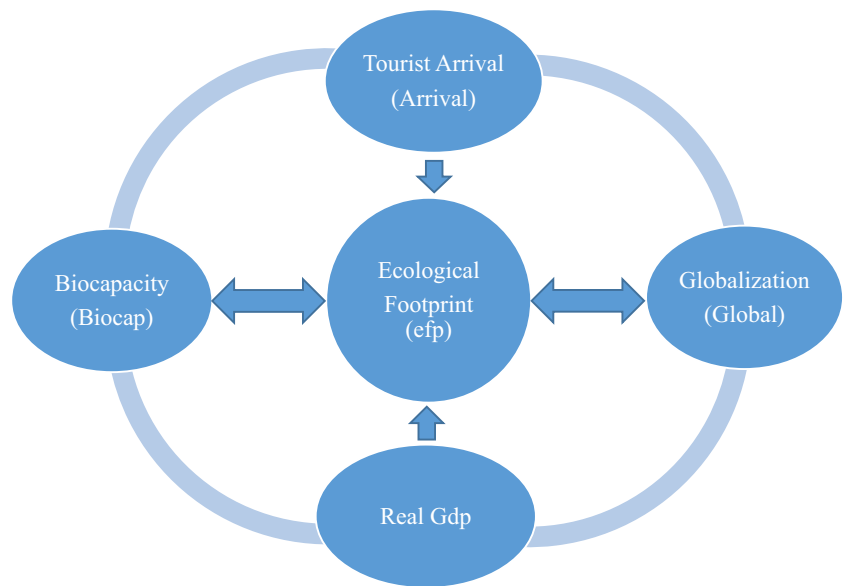 Tourist Arrival
(Arrival)
Biocapacity
(Biocap)
Ecological
Footprint
(efp)
Globalization
(Global)
Real Gdp